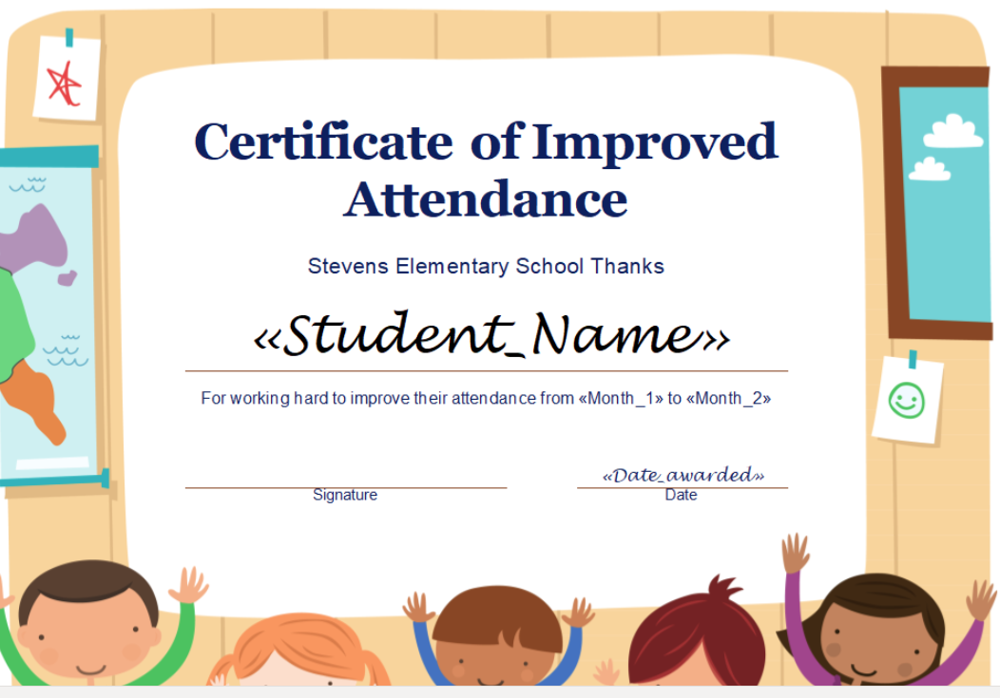 Certificate of Improved
Attendance
Stevens Elementary School Thanks
«Student_Name»
For working hard to improve their attendance from «Month_1» to «Month_2»
«Date_awarded»
Signature
Date